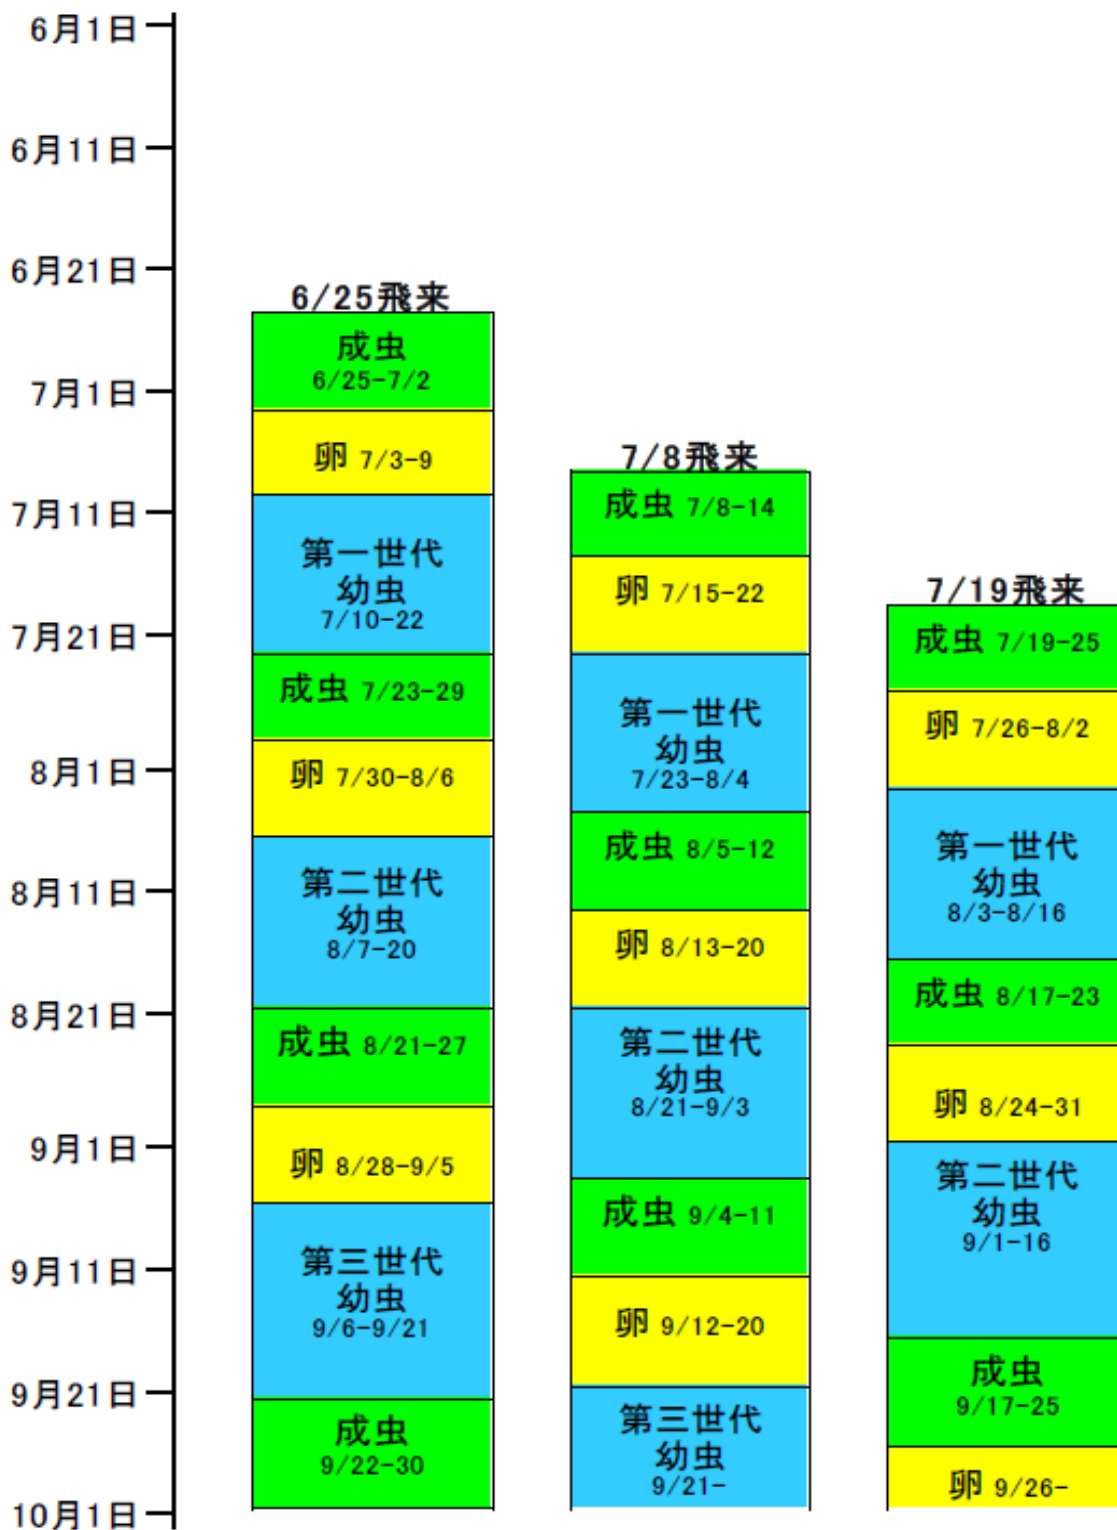 6月1日
6月11日
6月21日
7月1日
7月11日
7月21日
8月1日
8月11日
8月21日
9月1日
9月11日
9月21日
10月1日
6/25飛来
成虫
6/25-7/2
卵 7/3-9
第一世代
幼虫
7/10-22
成虫 7/23-29
卵 7/30-8/6
第二世代
幼虫
8/7-20
成虫 8/21-27
卵 8/28-9/5
第三世代
幼虫
9/6-9/21
成虫
9/22-30
7/8飛来
成虫 7/8-14
卵 7/15-22
第一世代
幼虫
7/23-8/4
成虫 8/5-12
卵 8/13-20
第二世代
幼虫
8/21-9/3
成虫 9/4-11
卵 9/12-20
第三世代
幼虫
9/21-
7/19飛来
成虫 7/19-25
卵 7/26-8/2
第一世代
幼虫
8/3-8/16
成虫 8/17-23
卵 8/24-31
第二世代
幼虫
9/1-16
成虫
9/17-25
卵 9/26-